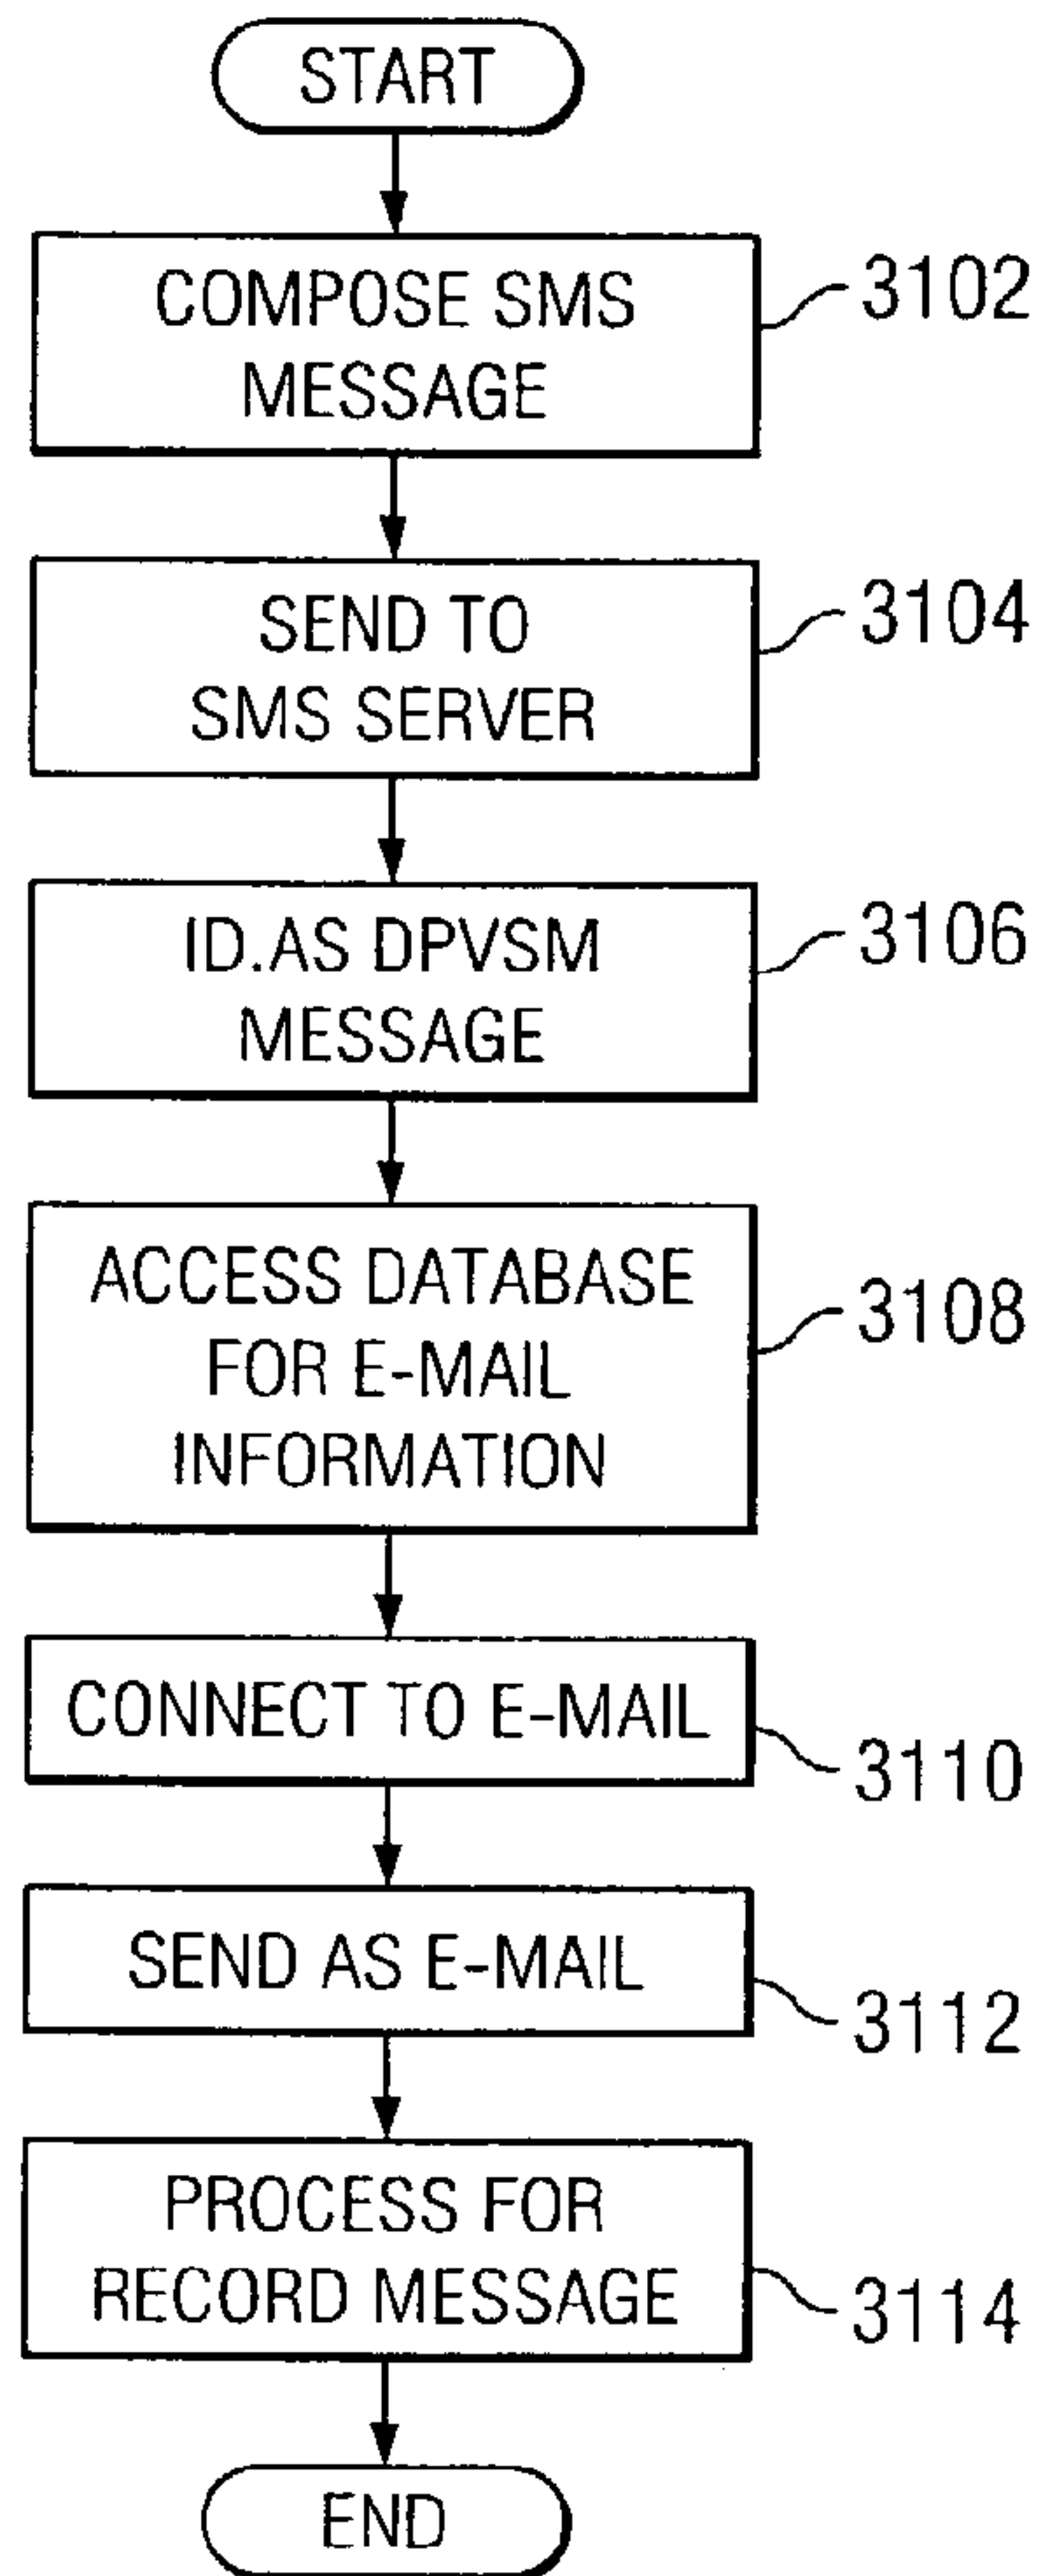 START
COMPOSE SMS
MESSAGE
3102
SEND TO
SMS SERVER
3104
ID.AS DPVSM
MESSAGE
3106
ACCESS DATABASE
FOR E-MAIL
INFORMATION
3108
CONNECT TO E-MAIL
3110
SEND AS E-MAIL
3112
PROCESS FOR
RECORD MESSAGE
3114
END